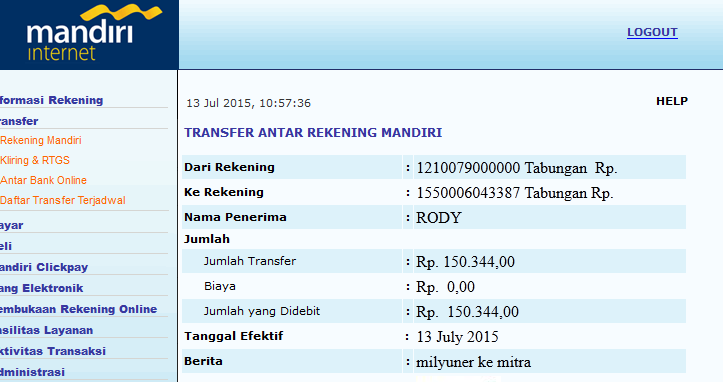 mandiri
internet
LOGOUT
13 Jul 2015, 10:57:36
HELP
nformasi Rekening
ransfer
Rekening Mandiri
Kliring & RTGS
Antar Bank Online
Daftar Transfer Terjadwal
ayar
eli
andiri Clickpay
ang Elektronik
embukaan Rekening Online
asilitas Layanan
ktivitas Transaksi
dministrasi
TRANSFER ANTAR REKENING MANDIRI
Dari Rekening : 1210079000000 Tabungan Rp.
Ke Rekening : 1550006043387 Tabungan Rp.
Nama Penerima : RODY
Jumlah
Jumlah Transfer : Rp. 150.344,00
Biaya : Rp. 0,00
Jumlah yang Didebit : Rp. 150.344,00
Tanggal Efektif : 13 July 2015
Berita : milyuner ke mitra